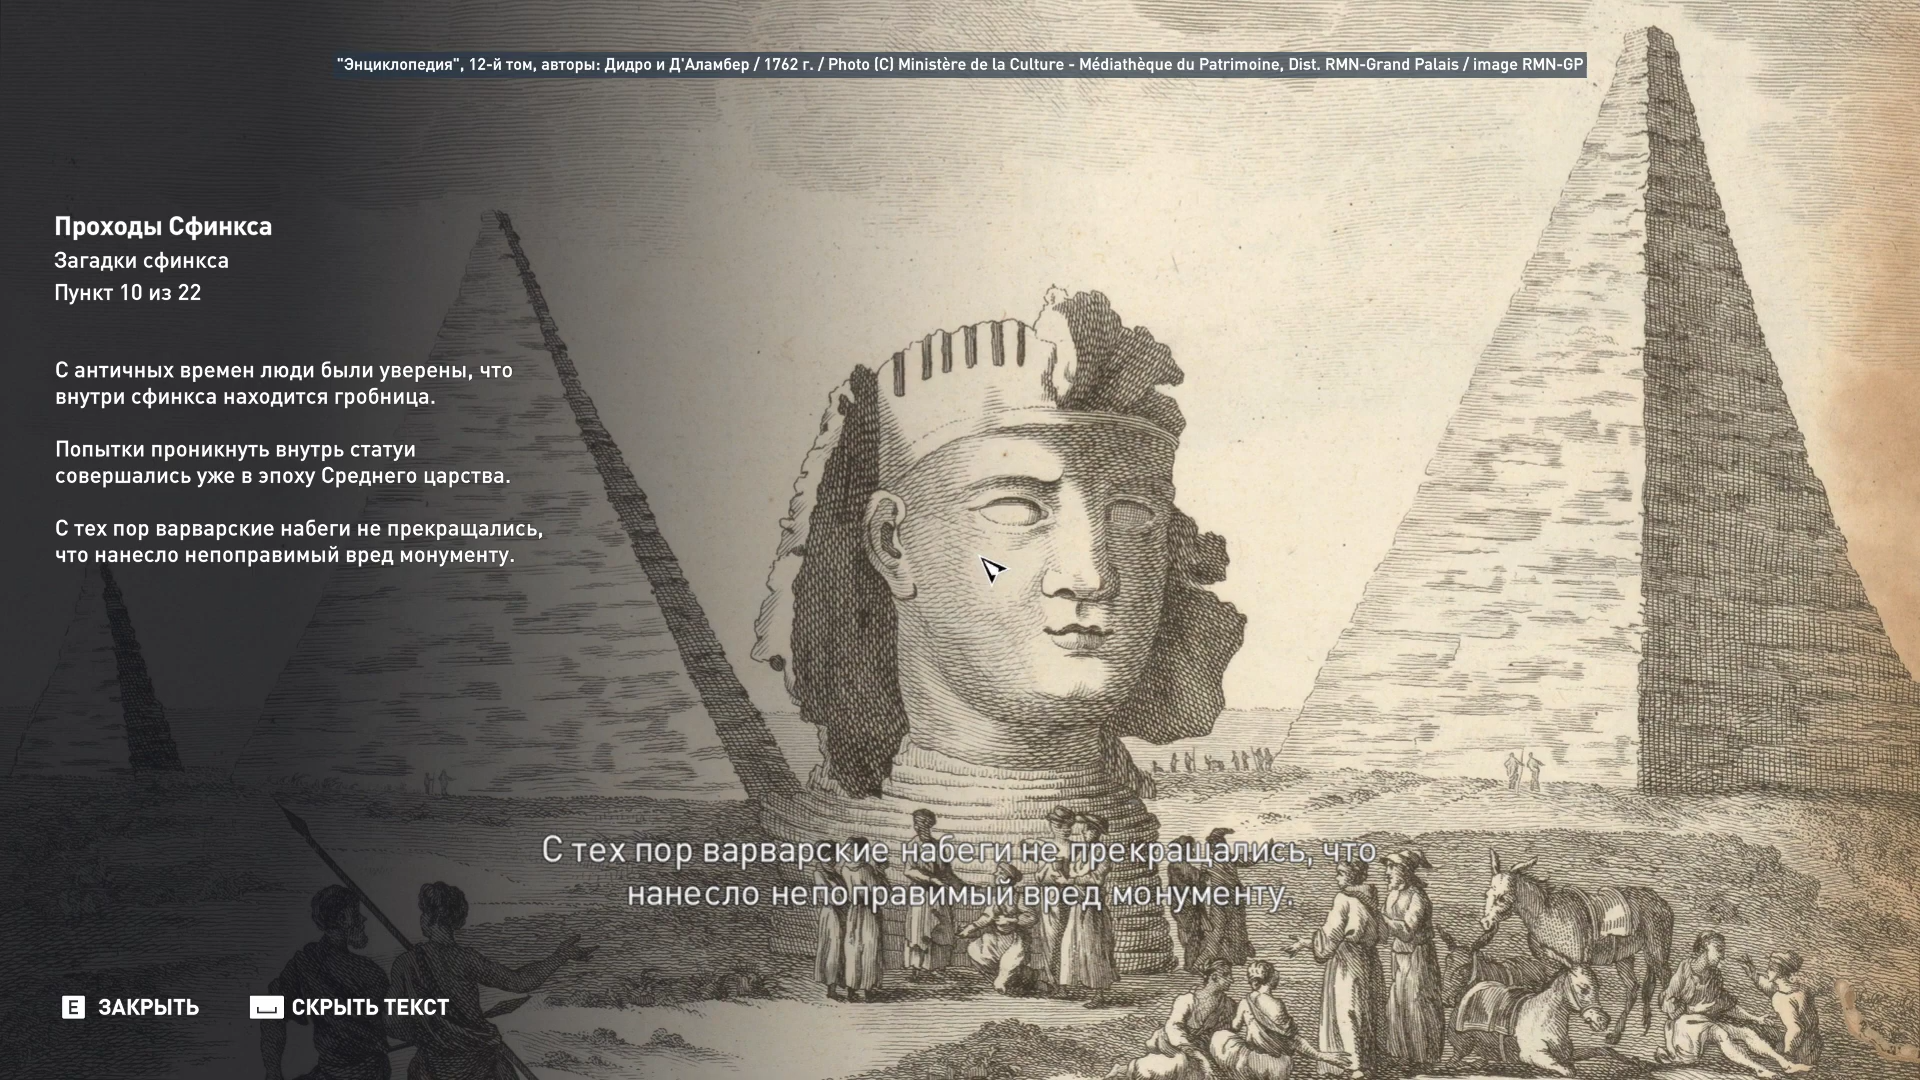 "Энциклопедия", 12-й том, авторы: Дидро и Д'Аламбер / 1762 г. / Photo (C) Ministère de la Culture - Médiathèque du Patrimoine, Dist. RMN-Grand Palais / image RMN-GP
Проходы Сфинкса
Загадки сфинкса
Пункт 10 из 22
С античных времен люди были уверены, что
внутри сфинкса находится гробница.
Попытки проникнуть внутрь статуи
совершались уже в эпоху Среднего царства.
С тех пор варварские набеги не прекращались,
что нанесло непоправимый вред монументу.
С тех пор варварские набеги не прекращались, что
нанесло непоправимый вред монументу.
E ЗАКРЫТЬ СКРЫТЬ ТЕКСТ